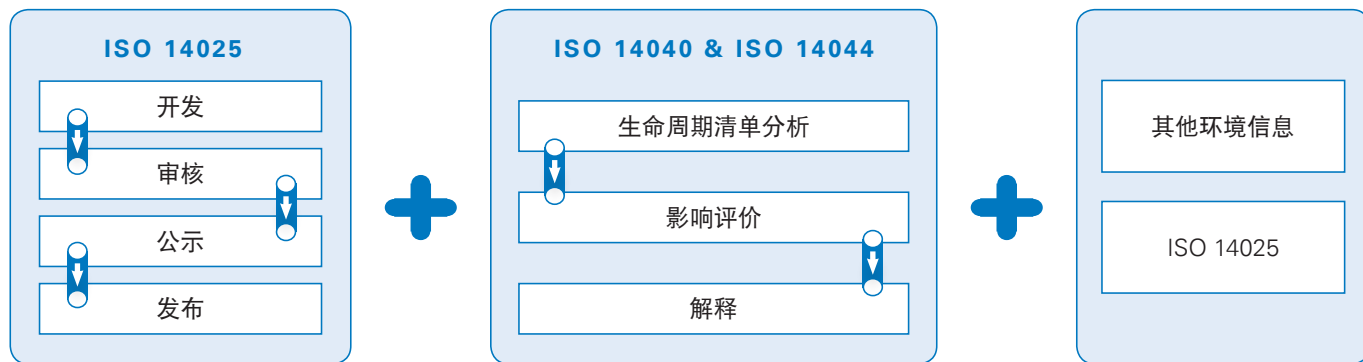 ISO 14025
开发
审核
公示
发布
ISO 14040 & ISO 14044
生命周期清单分析
影响评价
解释
其他环境信息
ISO 14025